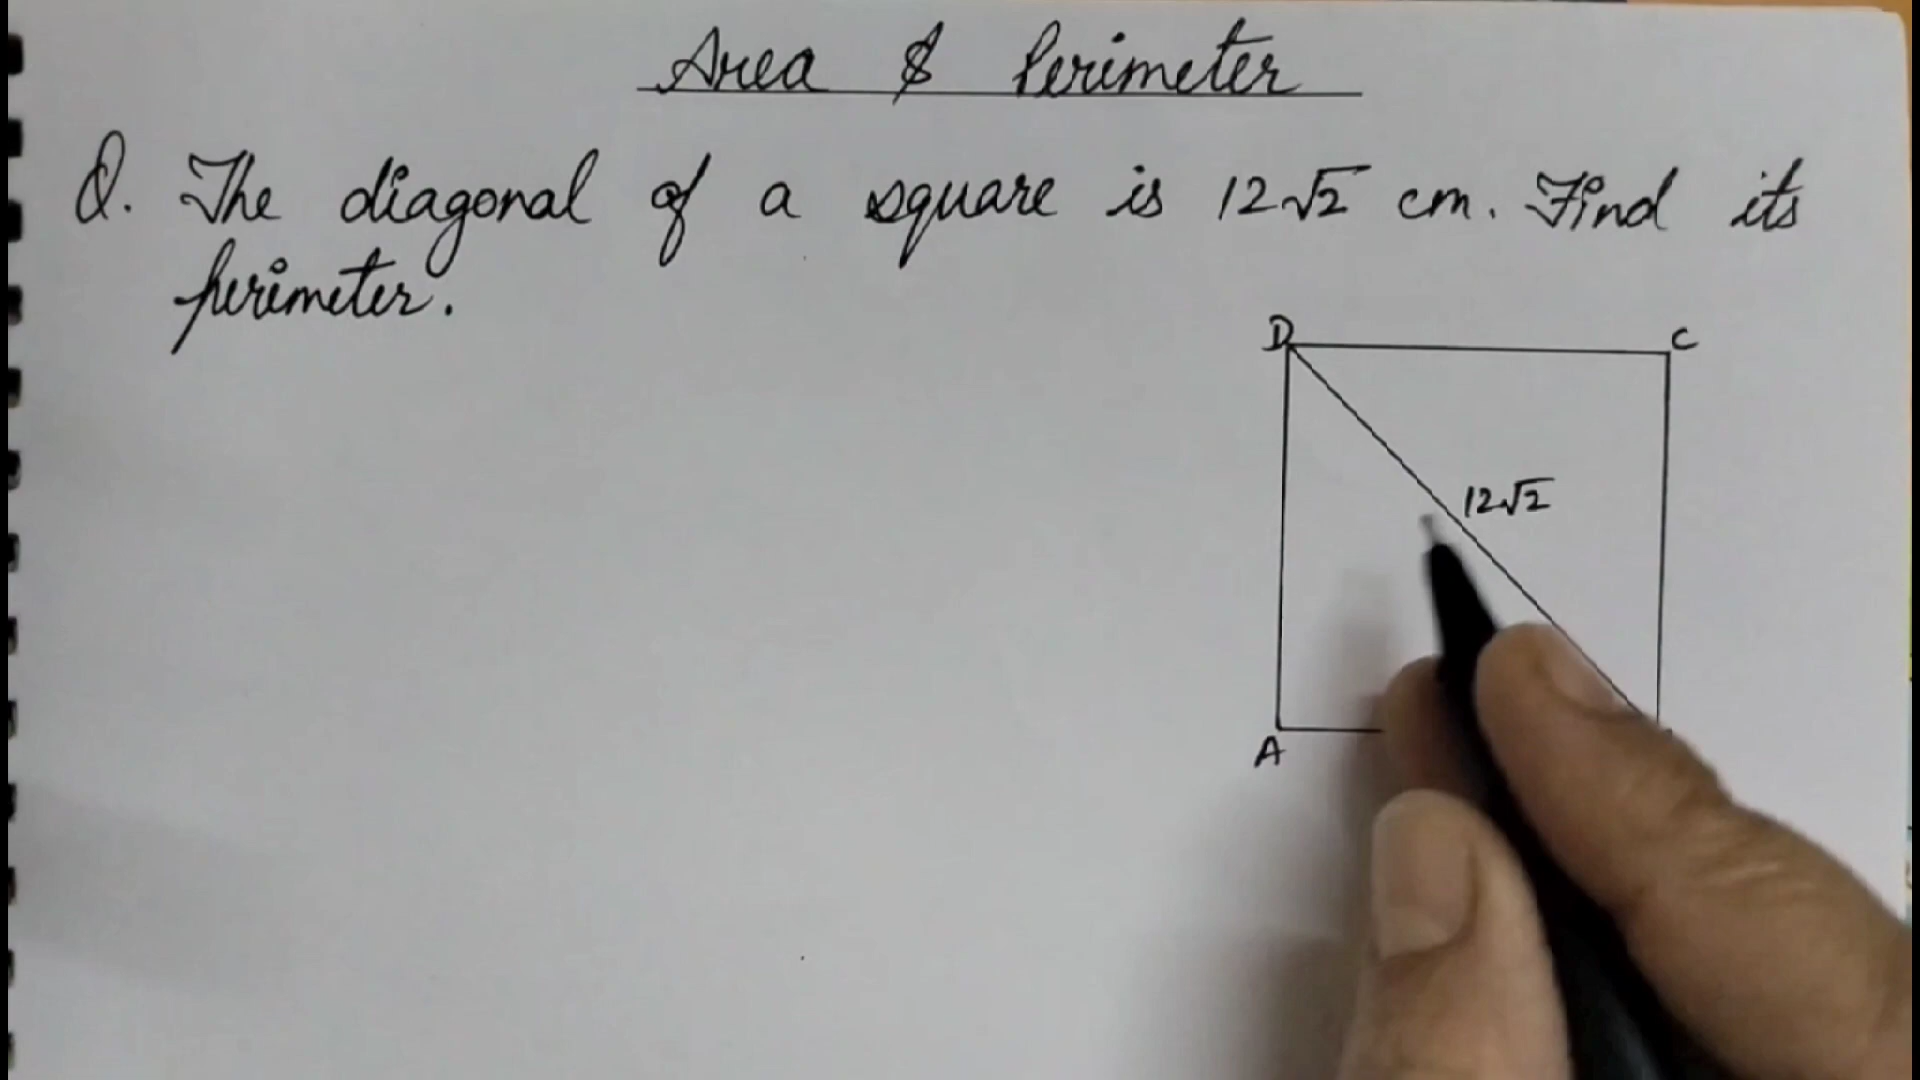 Area & Perimeter
Q. The diagonal of a square is 12√2 cm. Find its
perimeter.
D
C
12√2
A